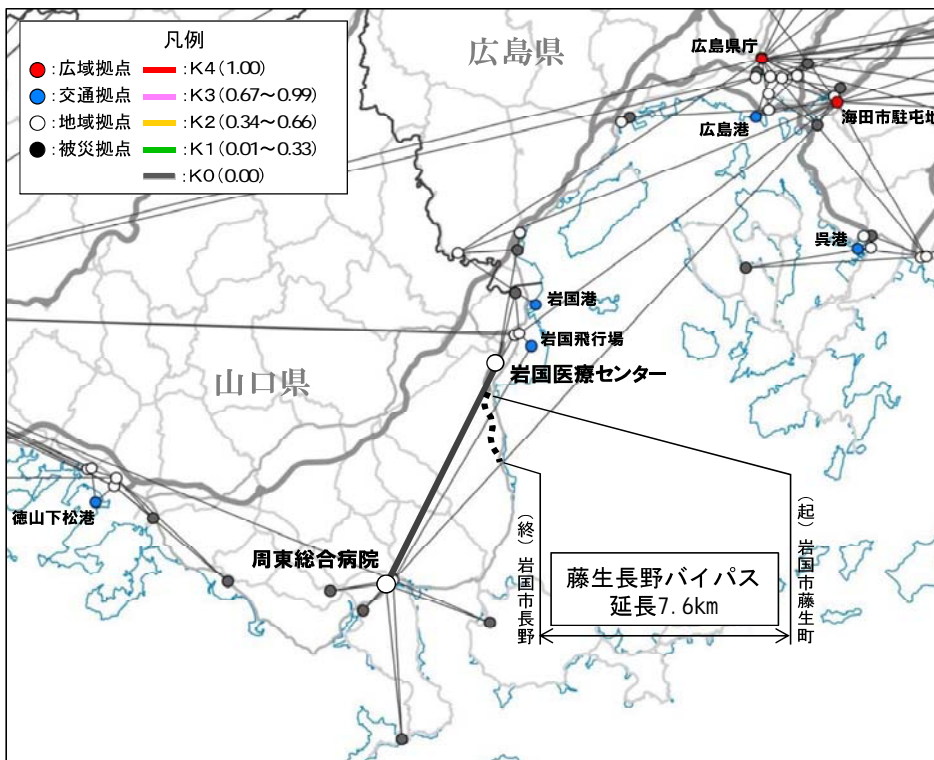 凡例
:広域拠点
:K4(1.00)
:交通拠点
:K3(0.67～0.99)
:地域拠点
:K2(0.34～0.66)
:被災拠点
:K1(0.01～0.33)
:K0(0.00)
広島県
広島県庁
海田市駐屯地
広島港
呉港
岩国港
岩国飛行場
岩国医療センター
山口県
徳山下松港
周東総合病院
(終)岩国市長野
藤生長野バイパス
延長7.6km
(起)岩国市藤生町